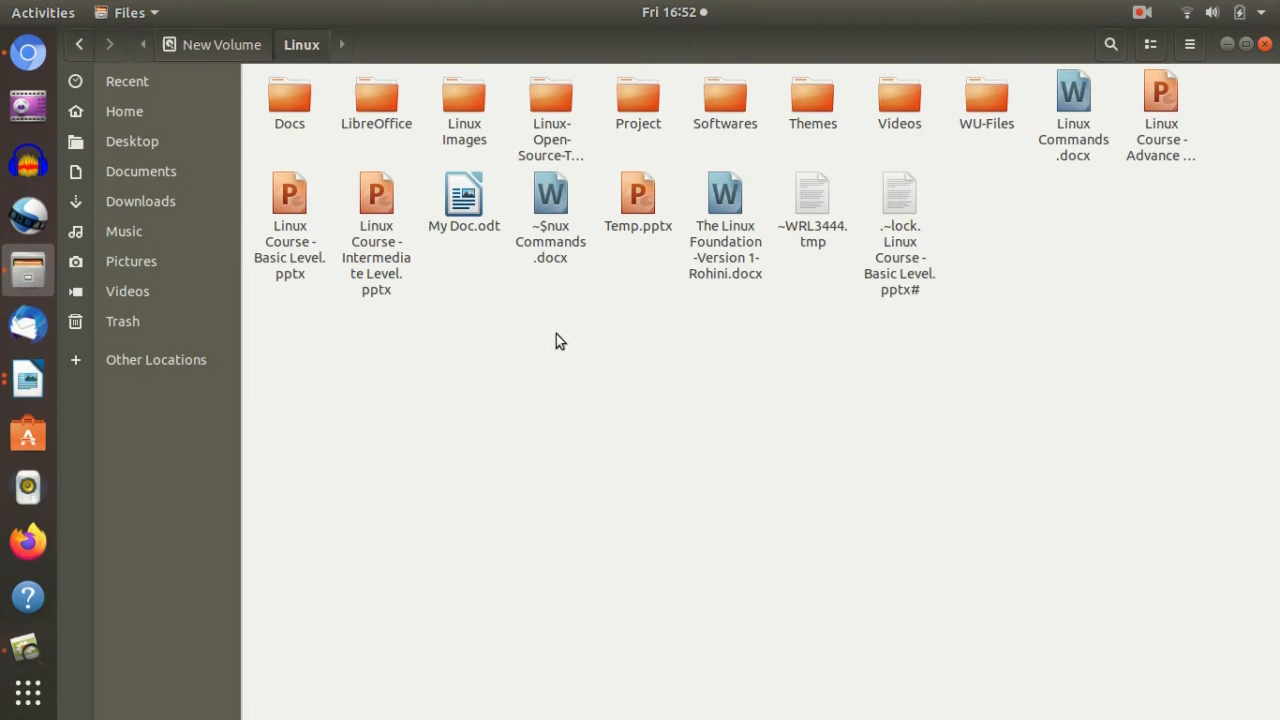 Activities
Files
Fri 16:52
New Volume
Linux
Recent
Home
Desktop
Documents
Downloads
Music
Pictures
Videos
Trash
Other Locations
Docs
LibreOffice
Linux
Images
Linux-
Open-
Source-T...
Project
Softwares
Themes
Videos
WU-Files
Linux
Commands
.docx
Linux
Course -
Advance ...
Linux
Course -
Basic Level.
pptx
Linux
Course -
Intermedia
te Level.
pptx
My Doc.odt
~$nux
Commands
.docx
Temp.pptx
The Linux
Foundation
-Version 1-
Rohini.docx
~WRL3444.
tmp
.~lock.
Linux
Course -
Basic Level.
pptx#